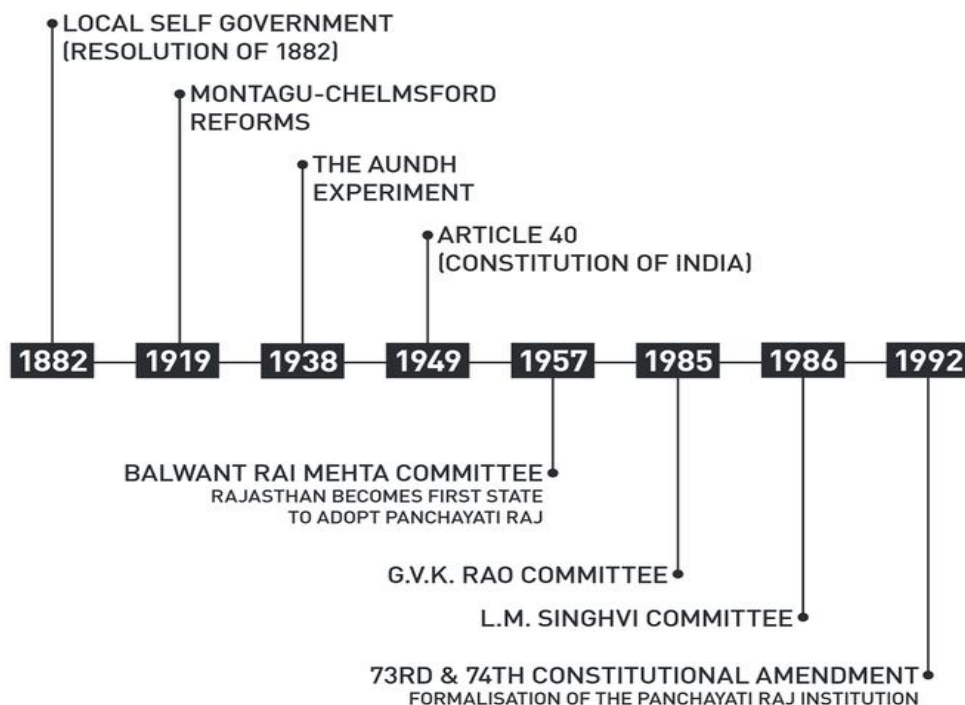 LOCAL SELF GOVERNMENT
(RESOLUTION OF 1882)
MONTAGU-CHELMSFORD
REFORMS
THE AUNDH
EXPERIMENT
ARTICLE 40
(CONSTITUTION OF INDIA)
1882 1919 1938 1949 1957 1985 1986 1992
BALWANT RAI MEHTA COMMITTEE
RAJASTHAN BECOMES FIRST STATE
TO ADOPT PANCHAYATI RAJ
G.V.K. RAO COMMITTEE
L.M. SINGHVI COMMITTEE
73RD & 74TH CONSTITUTIONAL AMENDMENT
FORMALISATION OF THE PANCHAYATI RAJ INSTITUTION